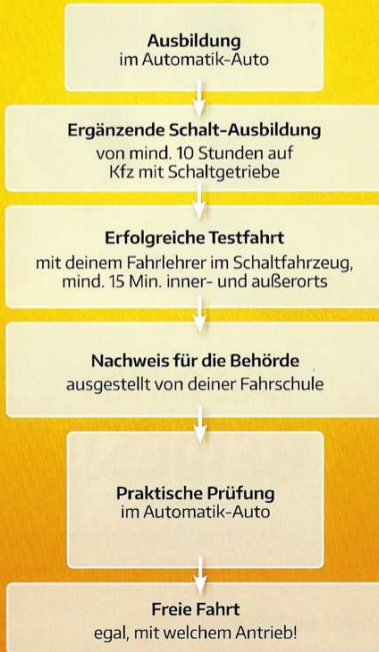 Ausbildung
im Automatik-Auto
Ergänzende Schalt-Ausbildung
von mind. 10 Stunden auf
Kfz mit Schaltgetriebe
Erfolgreiche Testfahrt
mit deinem Fahrlehrer im Schaltfahrzeug,
mind. 15 Min. inner- und außerorts
Nachweis für die Behörde
ausgestellt von deiner Fahrschule
Praktische Prüfung
im Automatik-Auto
Freie Fahrt
egal, mit welchem Antrieb!